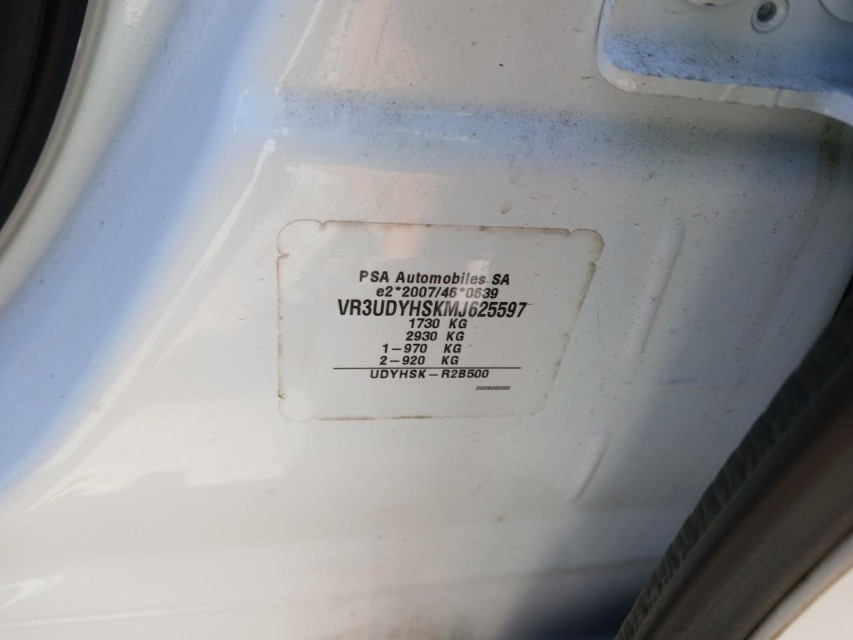 PSA Automobiles SA
e2*2007/46*0639
VR3UDYHSKMJ625597
1730 KG
2930 KG
1-970 KG
2-920 KG
UDYHSK-R2B500